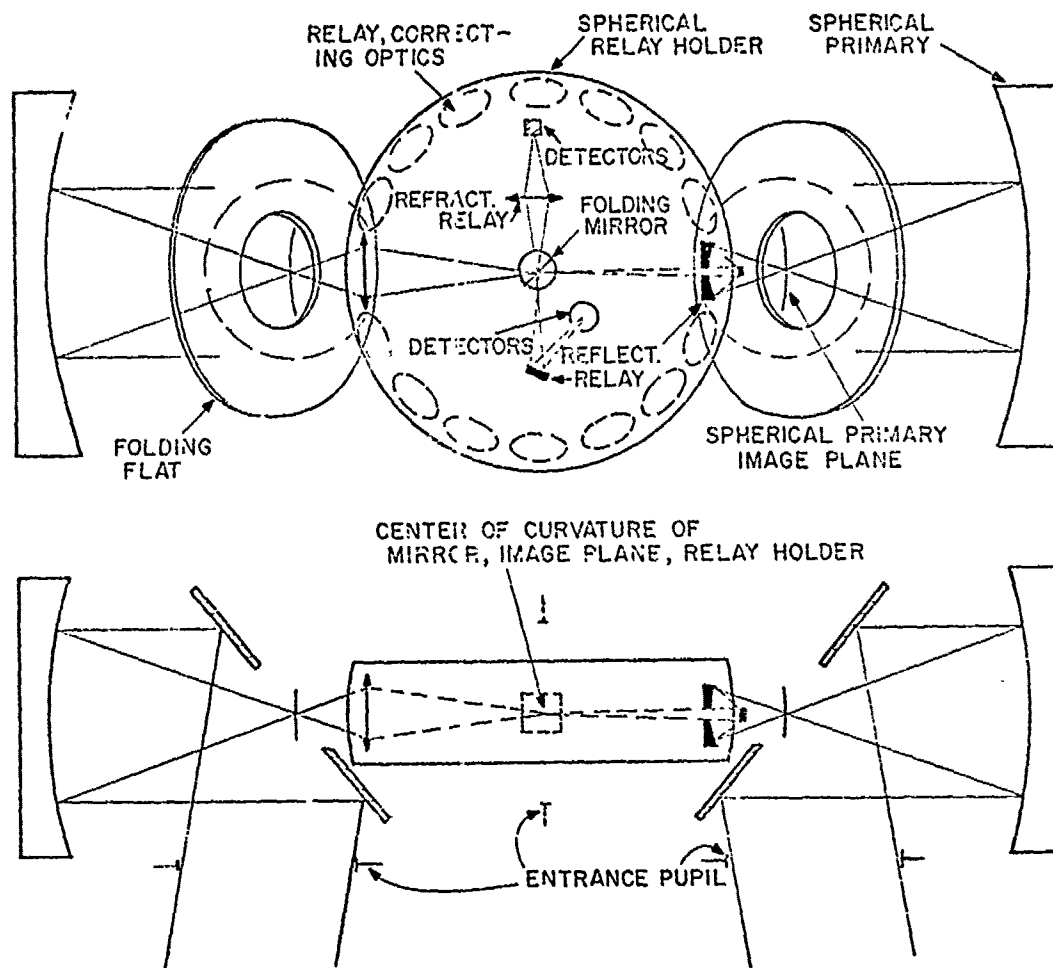 RELAY, CORRECT-
ING OPTICS
SPHERICAL
RELAY HOLDER
SPHERICAL
PRIMARY
DETECTORS
REFRACT.
RELAY
FOLDING
MIRROR
DETECTORS
REFLECT.
RELAY
FOLDING
FLAT
SPHERICAL PRIMARY
IMAGE PLANE
CENTER OF CURVATURE OF
MIRROR, IMAGE PLANE, RELAY HOLDER
ENTRANCE PUPIL